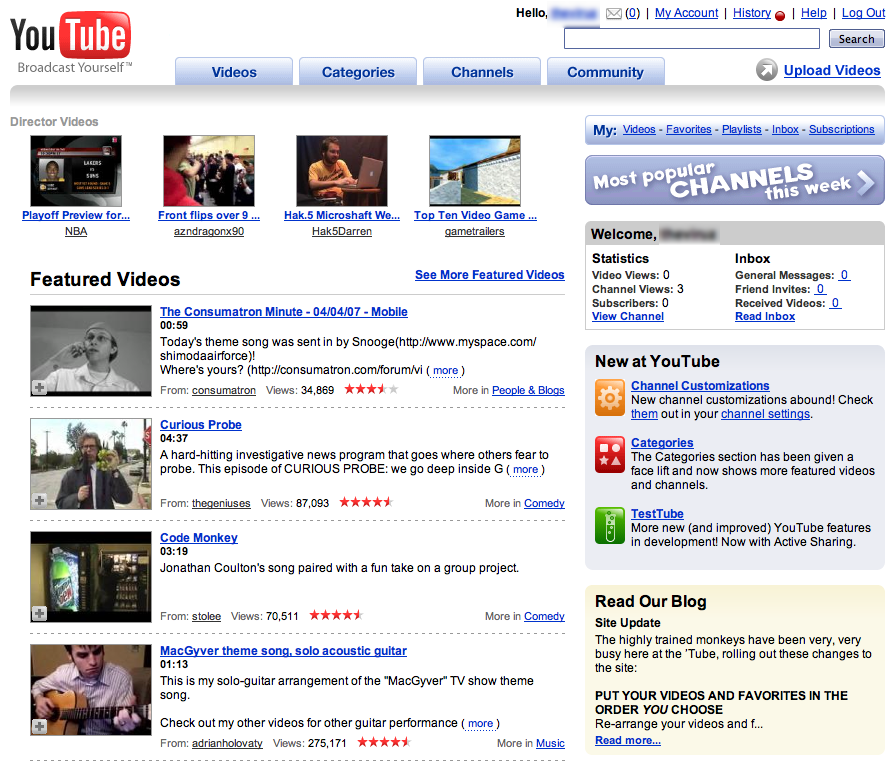 Hello, (0) | My Account | History | Help | Log Out
YouTube
Broadcast Yourself™
Search
Videos
Categories
Channels
Community
Upload Videos
Director Videos
LAKERS
SUNS
Playoff Preview for...
NBA
Front flips over 9 ...
azndragonx90
Hak.5 Microshaft We...
Hak5Darren
Top Ten Video Game ...
gametrailers
My: Videos - Favorites - Playlists - Inbox - Subscriptions
Most popular
CHANNELS
this week
Featured Videos
See More Featured Videos
The Consumatron Minute - 04/04/07 - Mobile
00:59
Today's theme song was sent in by Snooge(http://www.myspace.com/
shimodaairforce)!
Where's yours? (http://consumatron.com/forum/vi (more)
From: consumatron Views: 34,869
More in People & Blogs
Curious Probe
04:37
A hard-hitting investigative news program that goes where others fear to
probe. This episode of CURIOUS PROBE: we go deep inside G (more)
From: thegeniuses Views: 87,093
More in Comedy
Code Monkey
03:19
Jonathan Coulton's song paired with a fun take on a group project.
From: stolee Views: 70,511
More in Comedy
MacGyver theme song, solo acoustic guitar
01:13
This is my solo-guitar arrangement of the "MacGyver" TV show theme
song.
Check out my other videos for other guitar performance (more)
From: adrianholovaty Views: 275,171
More in Music
Welcome,
Statistics
Video Views: 0
Channel Views: 3
Subscribers: 0
View Channel
Inbox
General Messages: 0
Friend Invites: 0
Received Videos: 0
Read Inbox
New at YouTube
Channel Customizations
New channel customizations abound! Check
them out in your channel settings.
Categories
The Categories section has been given a
face lift and now shows more featured videos
and channels.
TestTube
More new (and improved) YouTube features
in development! Now with Active Sharing.
Read Our Blog
Site Update
The highly trained monkeys have been very, very
busy here at the 'Tube, rolling out these changes to
the site:
PUT YOUR VIDEOS AND FAVORITES IN THE
ORDER YOU CHOOSE
Re-arrange your videos and f...
Read more...